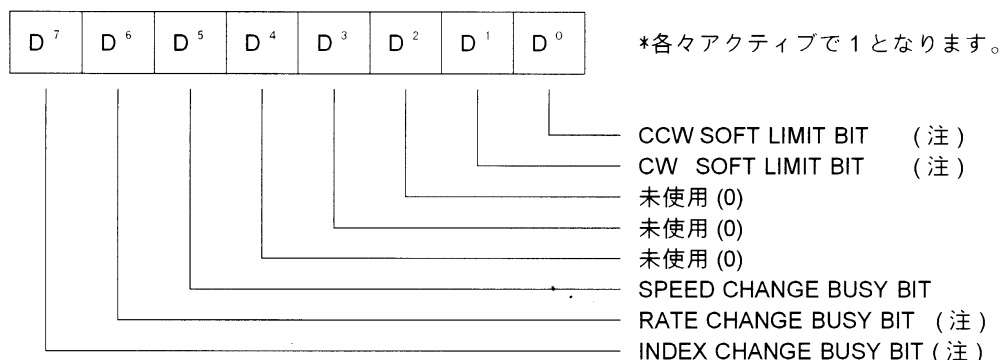 D7 D6 D5 D4 D3 D2 D1 D0
*各々アクティブで1となります。
CCW SOFT LIMIT BIT (注)
CW SOFT LIMIT BIT (注)
未使用 (0)
未使用 (0)
未使用 (0)
SPEED CHANGE BUSY BIT
RATE CHANGE BUSY BIT (注)
INDEX CHANGE BUSY BIT (注)